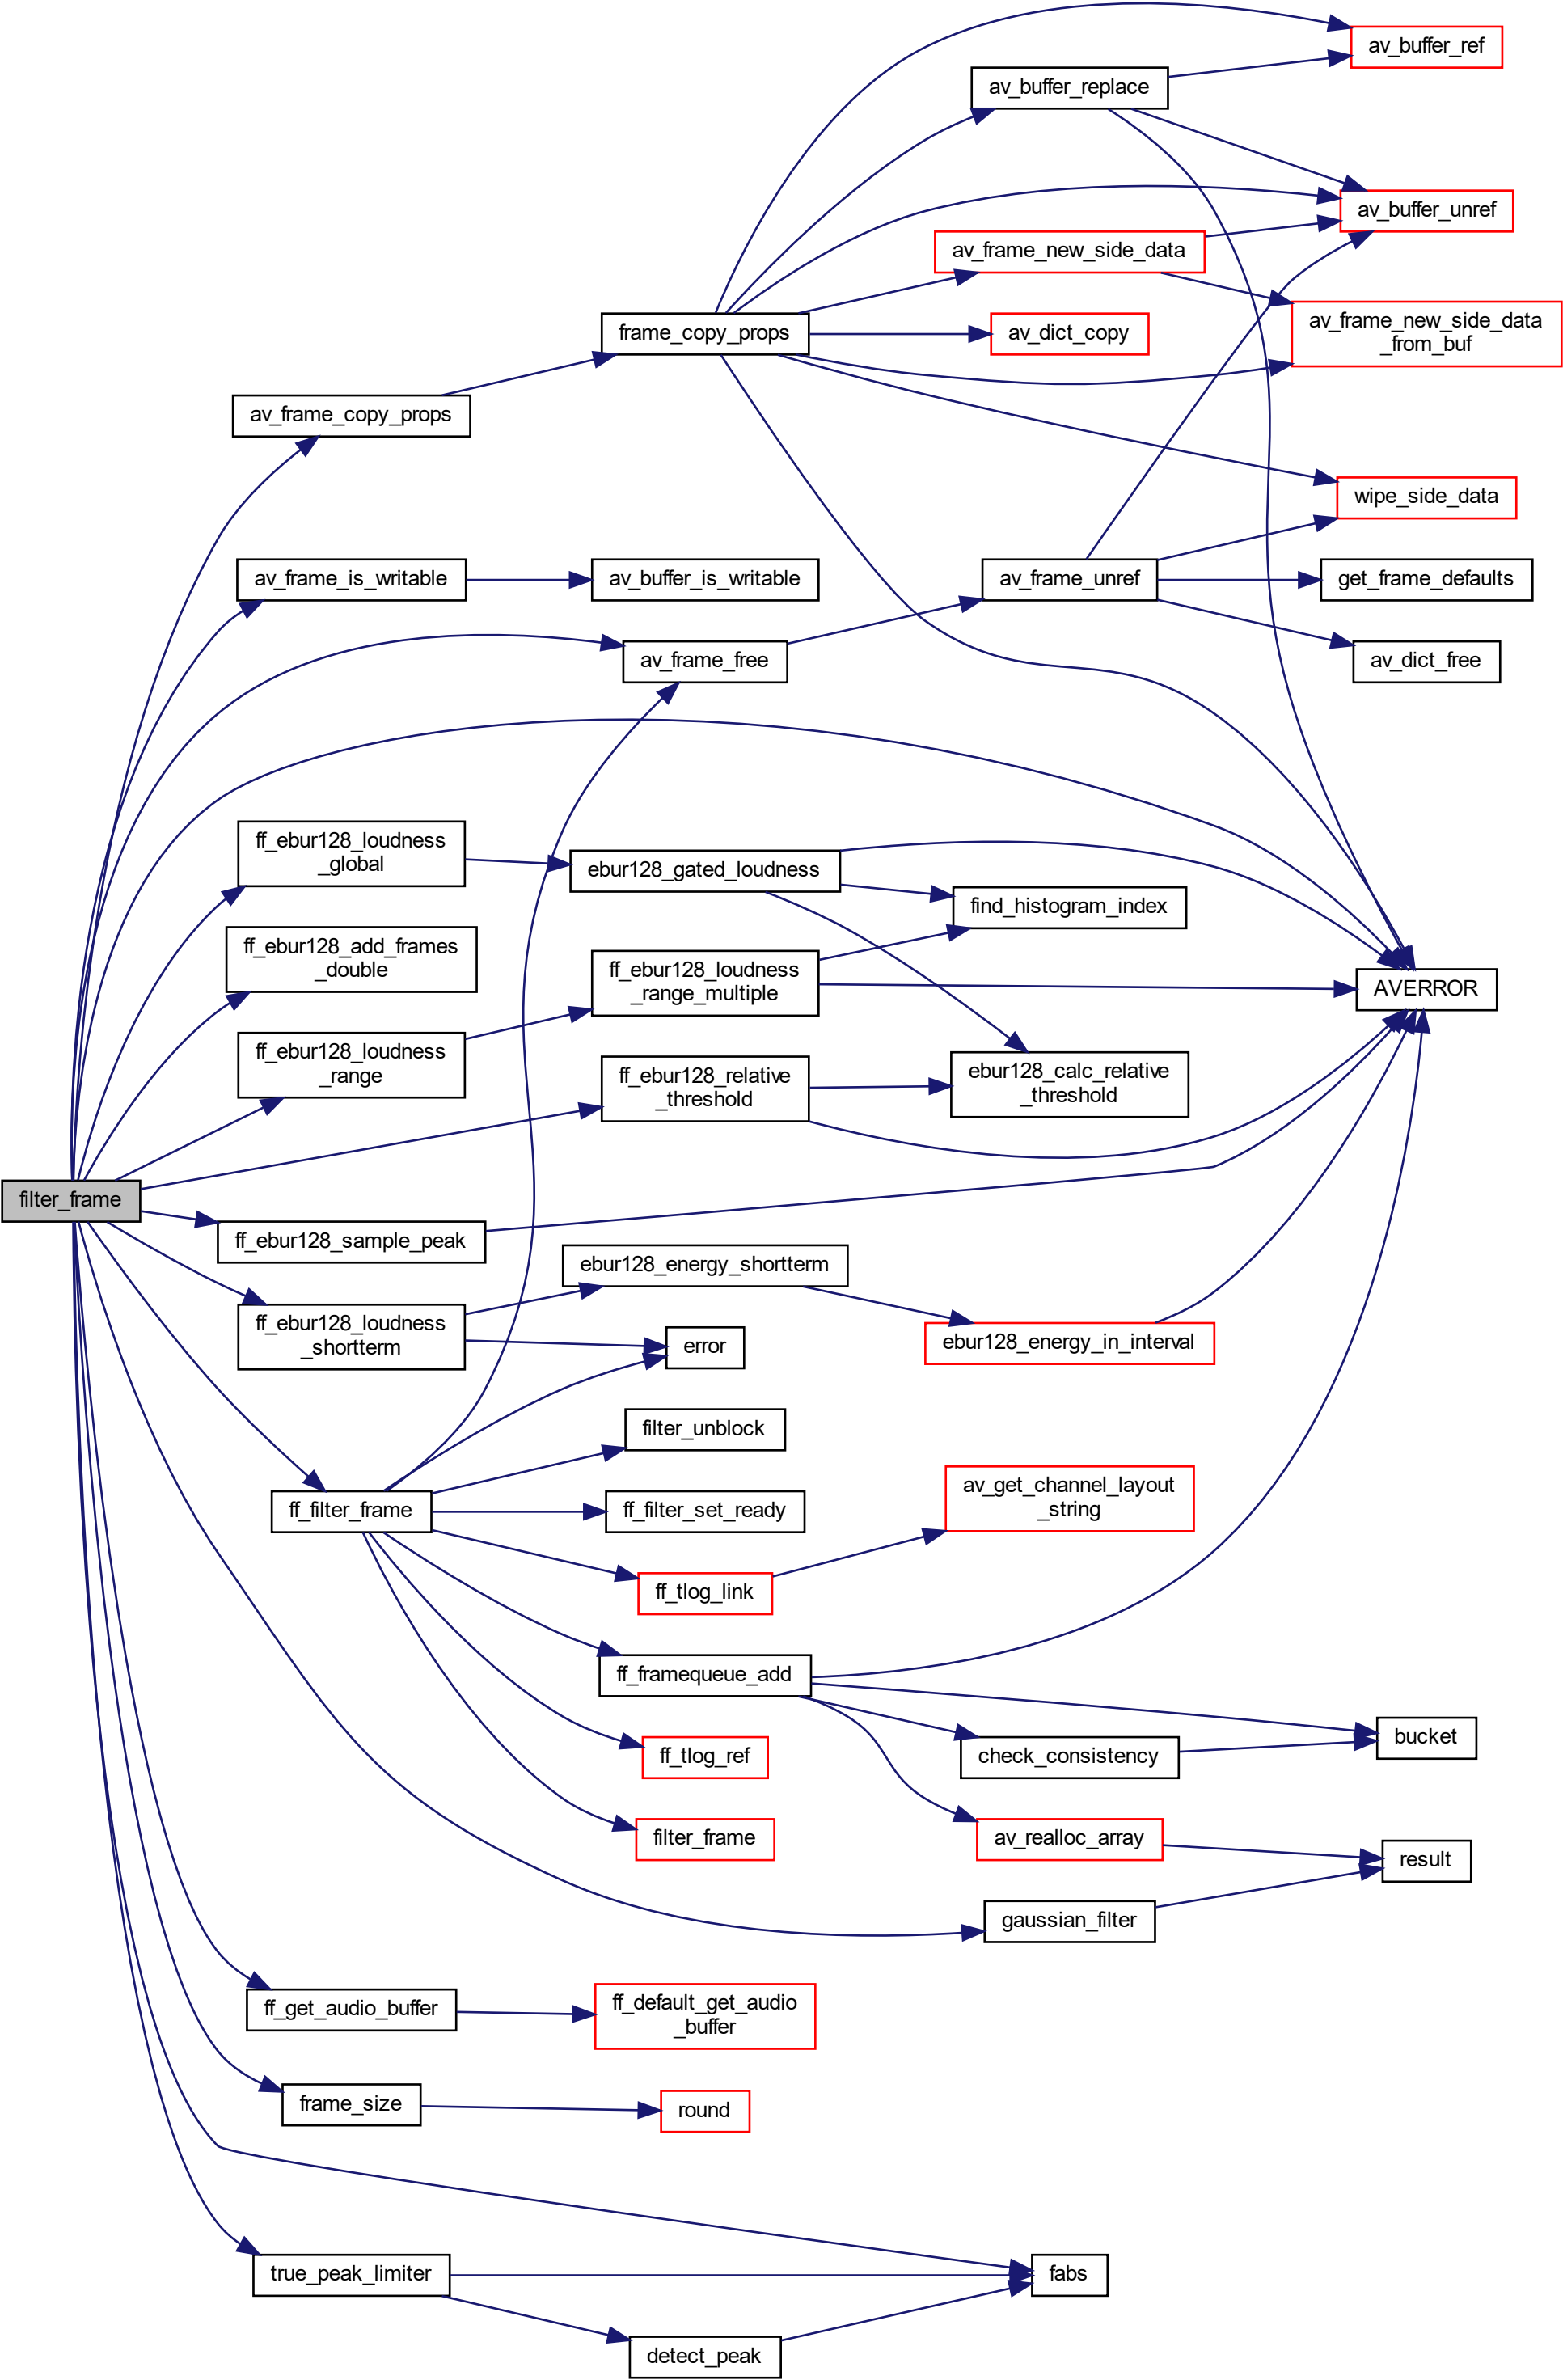 av_buffer_ref
av_buffer_replace
av_buffer_unref
av_frame_new_side_data
av_frame_new_side_data
_from_buf
frame_copy_props
av_dict_copy
av_frame_copy_props
wipe_side_data
av_frame_is_writable
av_buffer_is_writable
av_frame_unref
get_frame_defaults
av_frame_free
av_dict_free
ff_ebur128_loudness
_global
ebur128_gated_loudness
find_histogram_index
ff_ebur128_add_frames
_double
ff_ebur128_loudness
_range_multiple
AVERROR
ff_ebur128_loudness
_range
ff_ebur128_relative
_threshold
ebur128_calc_relative
_threshold
filter_frame
ff_ebur128_sample_peak
ebur128_energy_shortterm
ff_ebur128_loudness
_shortterm
error
ebur128_energy_in_interval
filter_unblock
ff_filter_frame
ff_filter_set_ready
av_get_channel_layout
_string
ff_tlog_link
ff_framequeue_add
bucket
ff_tlog_ref
check_consistency
filter_frame
av_realloc_array
result
gaussian_filter
ff_get_audio_buffer
ff_default_get_audio
_buffer
frame_size
round
true_peak_limiter
fabs
detect_peak